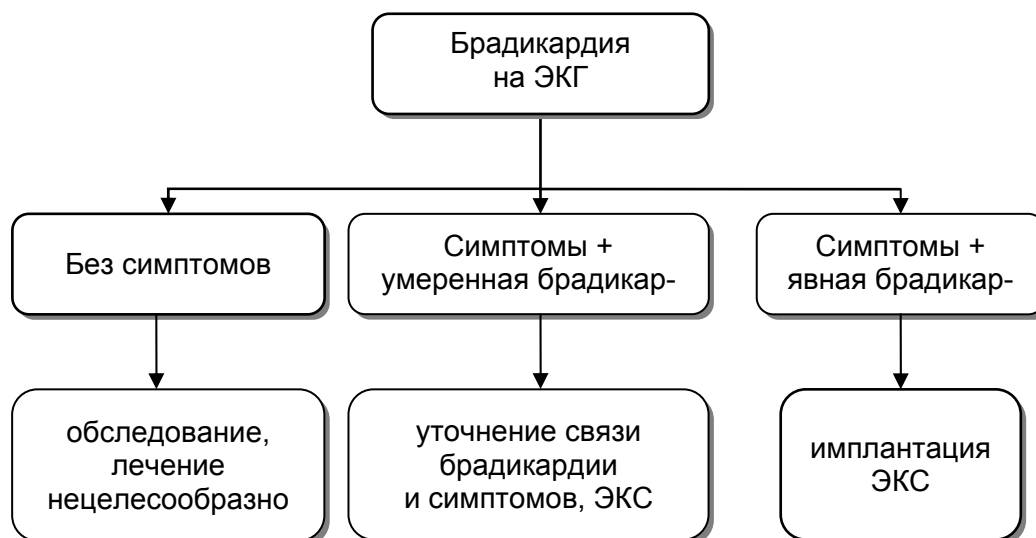 Брадикардия
на ЭКГ
Без симптомов
Симптомы +
умеренная брадикар-
Симптомы +
явная брадикар-
обследование,
лечение
нецелесообразно
уточнение связи
брадикардии
и симптомов, ЭКС
имплантация
ЭКС